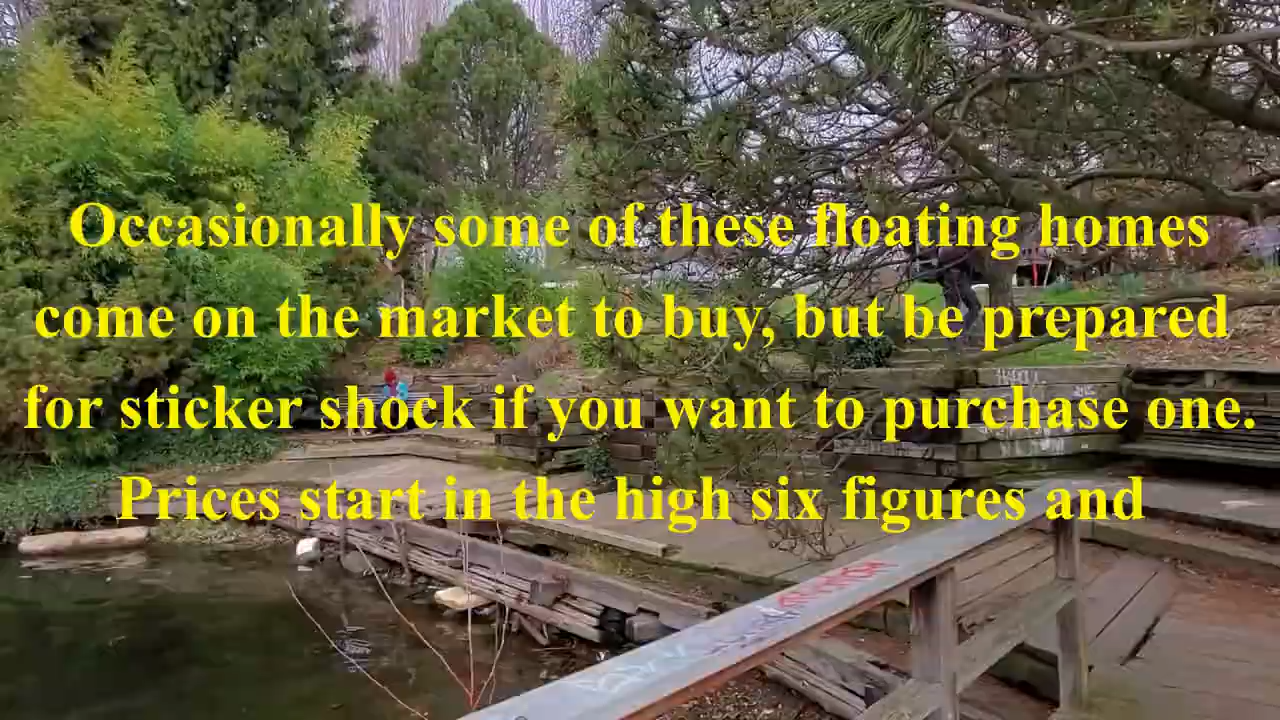 Occasionally some of these floating homes
come on the market to buy, but be prepared
for sticker shock if you want to purchase one.
Prices start in the high six figures and